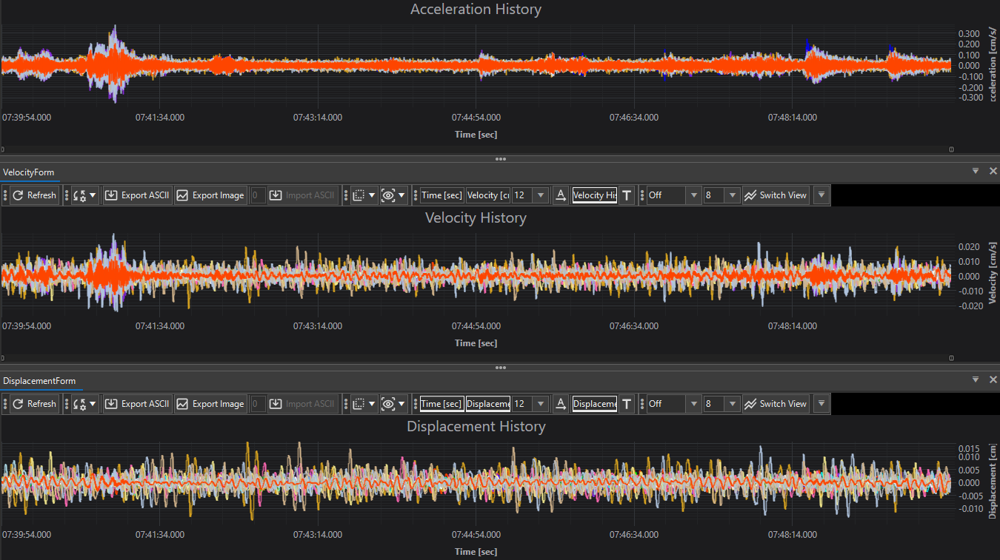 Acceleration History
0.300
0.200
0.100
0.000
-0.100
-0.200
-0.300
cceleration [cm/s/
07:39:54.000 07:41:34.000 07:43:14.000 07:44:54.000 07:46:34.000 07:48:14.000
Time [sec]
VelocityForm
Refresh Export ASCII Export Image 0 Import ASCII Time [sec] Velocity [c 12 A Velocity His T Off 8 Switch View
Velocity History
0.020
0.010
0.000
-0.010
-0.020
Velocity [cm/s]
07:39:54.000 07:41:34.000 07:43:14.000 07:44:54.000 07:46:34.000 07:48:14.000
Time [sec]
DisplacementForm
Refresh Export ASCII Export Image 0 Import ASCII Time [sec] Displaceme 12 A Displaceme T Off 8 Switch View
Displacement History
0.015
0.010
0.005
0.000
-0.005
-0.010
Displacement [cm]
07:39:54.000 07:41:34.000 07:43:14.000 07:44:54.000 07:46:34.000 07:48:14.000
Time [sec]